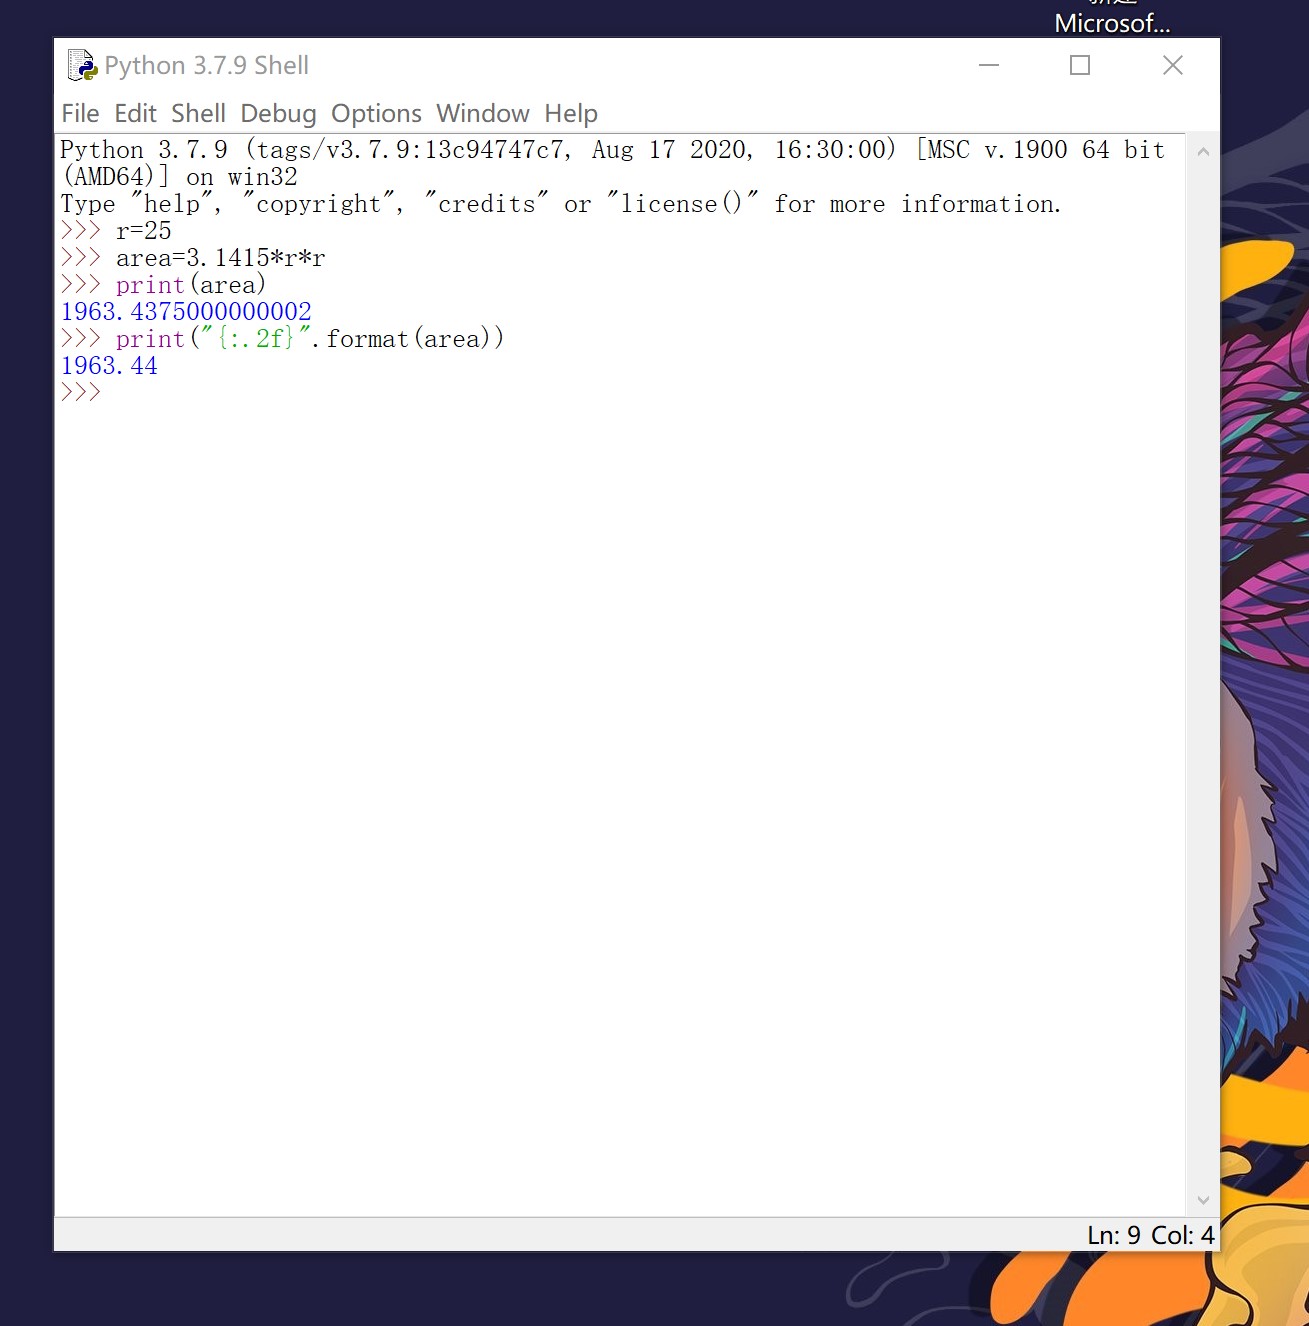 Microsof...
Python 3.7.9 Shell
File Edit Shell Debug Options Window Help
Python 3.7.9 (tags/v3.7.9:13c94747c7, Aug 17 2020, 16:30:00) [MSC v.1900 64 bit
(AMD64)] on win32
Type "help", "copyright", "credits" or "license()" for more information.
>>> r=25
>>> area=3.1415*r*r
>>> print(area)
1963.4375000000002
>>> print("{:.2f}".format(area))
1963.44
>>>
Ln: 9 Col: 4